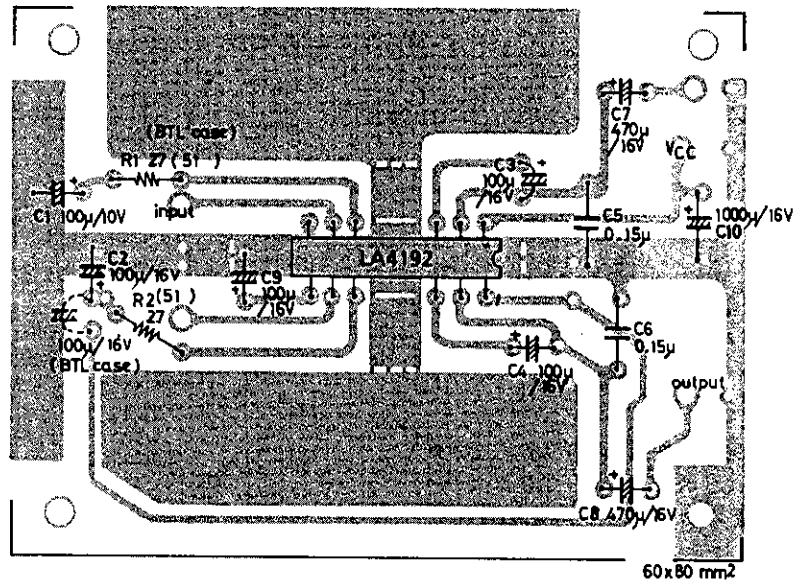 (BTL case)
R1 27 (51 )
C1 100µ/10V
input
C3
100µ
/16V
C7
470µ
/16V
Vcc
C5
0.15µ
1000µ/16V
C10
LA4192
C2
100µ/16V
C9
100µ
/16V
R2 (51)
27
100µ/16V
(BTL case)
1
C4 100µ
/16V
C6
0.15µ
output
C8 470µ/16V
60x80 mm2